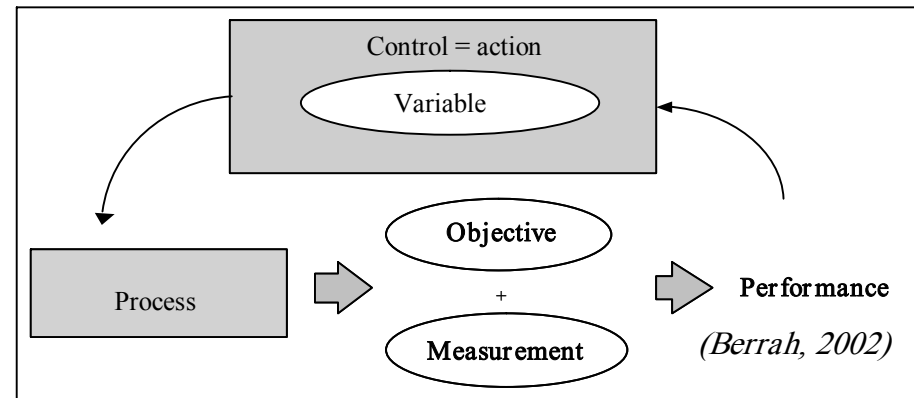 Control = action
Variable
Objective
Process
+
Performance
Measurement
(Berrah, 2002)